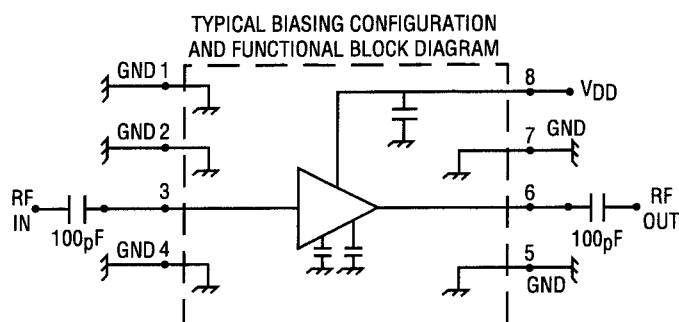 TYPICAL BIASING CONFIGURATION
AND FUNCTIONAL BLOCK DIAGRAM
GND 1
8
VDD
GND 2
7
GND
RF
IN
3
100pF
6
RF
OUT
100pF
GND 4
5
GND